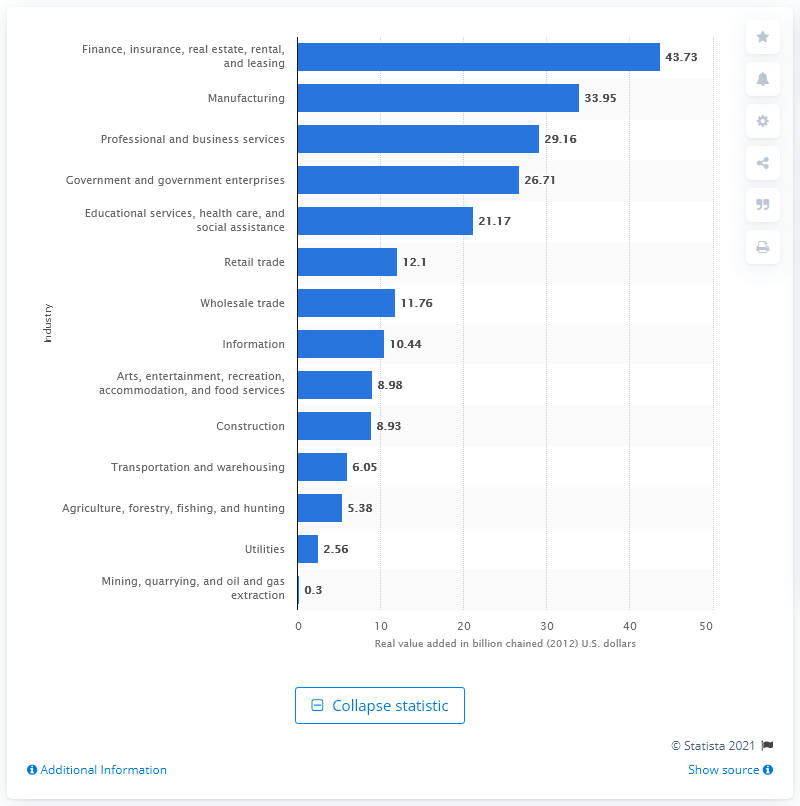 Finance, insurance, real estate, rental,
and leasing
43.73
Manufacturing
33.95
Professional and business services
29.16
Government and government enterprises
26.71
Educational services, health care, and
social assistance
21.17
Retail trade
12.1
Wholesale trade
11.76
Industry
Information
10.44
Arts, entertainment, recreation,
accommodation, and food services
8.98
Construction
8.93
Transportation and warehousing
6.05
Agriculture, forestry, fishing, and hunting
5.38
Utilities
2.56
Mining, quarrying, and oil and gas
extraction
0.3
0 10 20 30 40 50
Real value added in billion chained (2012) U.S. dollars
Collapse statistic
© Statista 2021
Additional Information
Show source